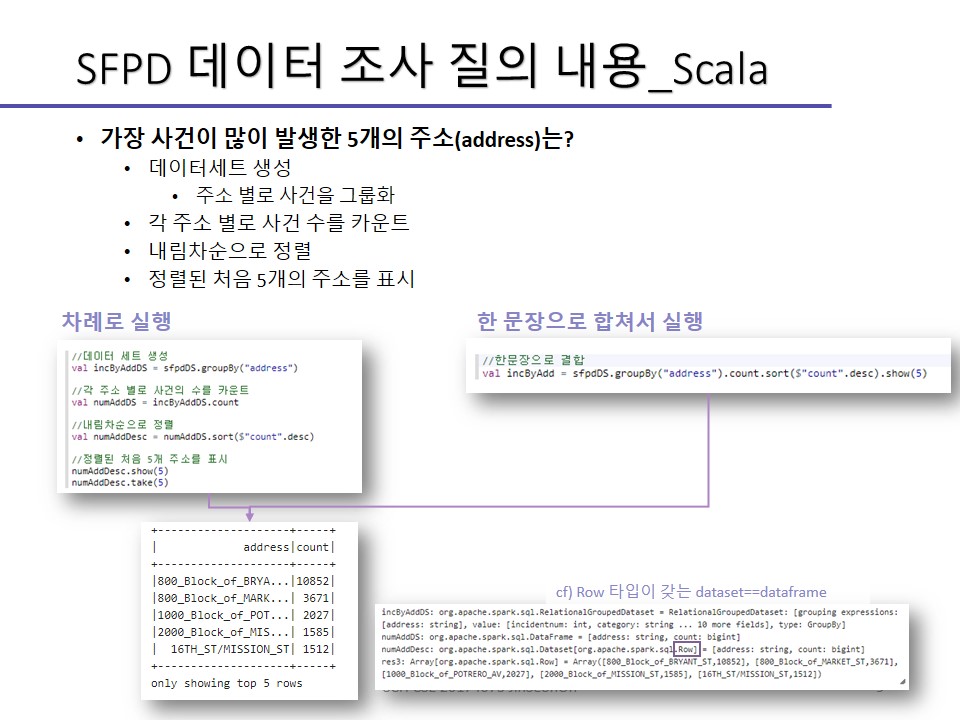 SFPD 데이터 조사 질의 내용_Scala
• 가장 사건이 많이 발생한 5개의 주소(address)는?
• 데이터세트 생성
• 주소 별로 사건을 그룹화
• 각 주소 별로 사건 수를 카운트
• 내림차순으로 정렬
• 정렬된 처음 5개의 주소를 표시
차례로 실행
//데이터 세트 생성
val incByAddDS = sfpdDS.groupBy("address")
//각 주소 별로 사건의 수를 카운트
val numAddDS = incByAddDS.count
//내림차순으로 정렬
val numAddDesc = numAddDS.sort($"count".desc)
//정렬된 처음 5개 주소를 표시
numAddDesc.show(5)
numAddDesc.take(5)
한 문장으로 합쳐서 실행
//한문장으로 결합
val incByAdd = sfpdDS.groupBy("address").count.sort($"count".desc).show(5)
+--------------------+-----+
|             address|count|
+--------------------+-----+
|800_Block_of_BRYA...|10852|
|800_Block_of_MARK...| 3671|
|1000_Block_of_POT...| 2027|
|2000_Block_of_MIS...| 1585|
|  16TH_ST/MISSION_ST| 1512|
+--------------------+-----+
only showing top 5 rows
cf) Row 타입이 갖는 dataset==dataframe
incByAddDS: org.apache.spark.sql.RelationalGroupedDataset = RelationalGroupedDataset: [grouping expressions:
[address: string], value: [incidentnum: int, category: string ... 10 more fields], type: GroupBy]
numAddDS: org.apache.spark.sql.DataFrame = [address: string, count: bigint]
numAddDesc: org.apache.spark.sql.Dataset[org.apache.spark.sql.Row] = [address: string, count: bigint]
res3: Array[org.apache.spark.sql.Row] = Array([800_Block_of_BRYANT_ST,10852], [800_Block_of_MARKET_ST,3671],
[1000_Block_of_POTRERO_AV,2027], [2000_Block_of_MISSION_ST,1585], [16TH_ST/MISSION_ST,1512])